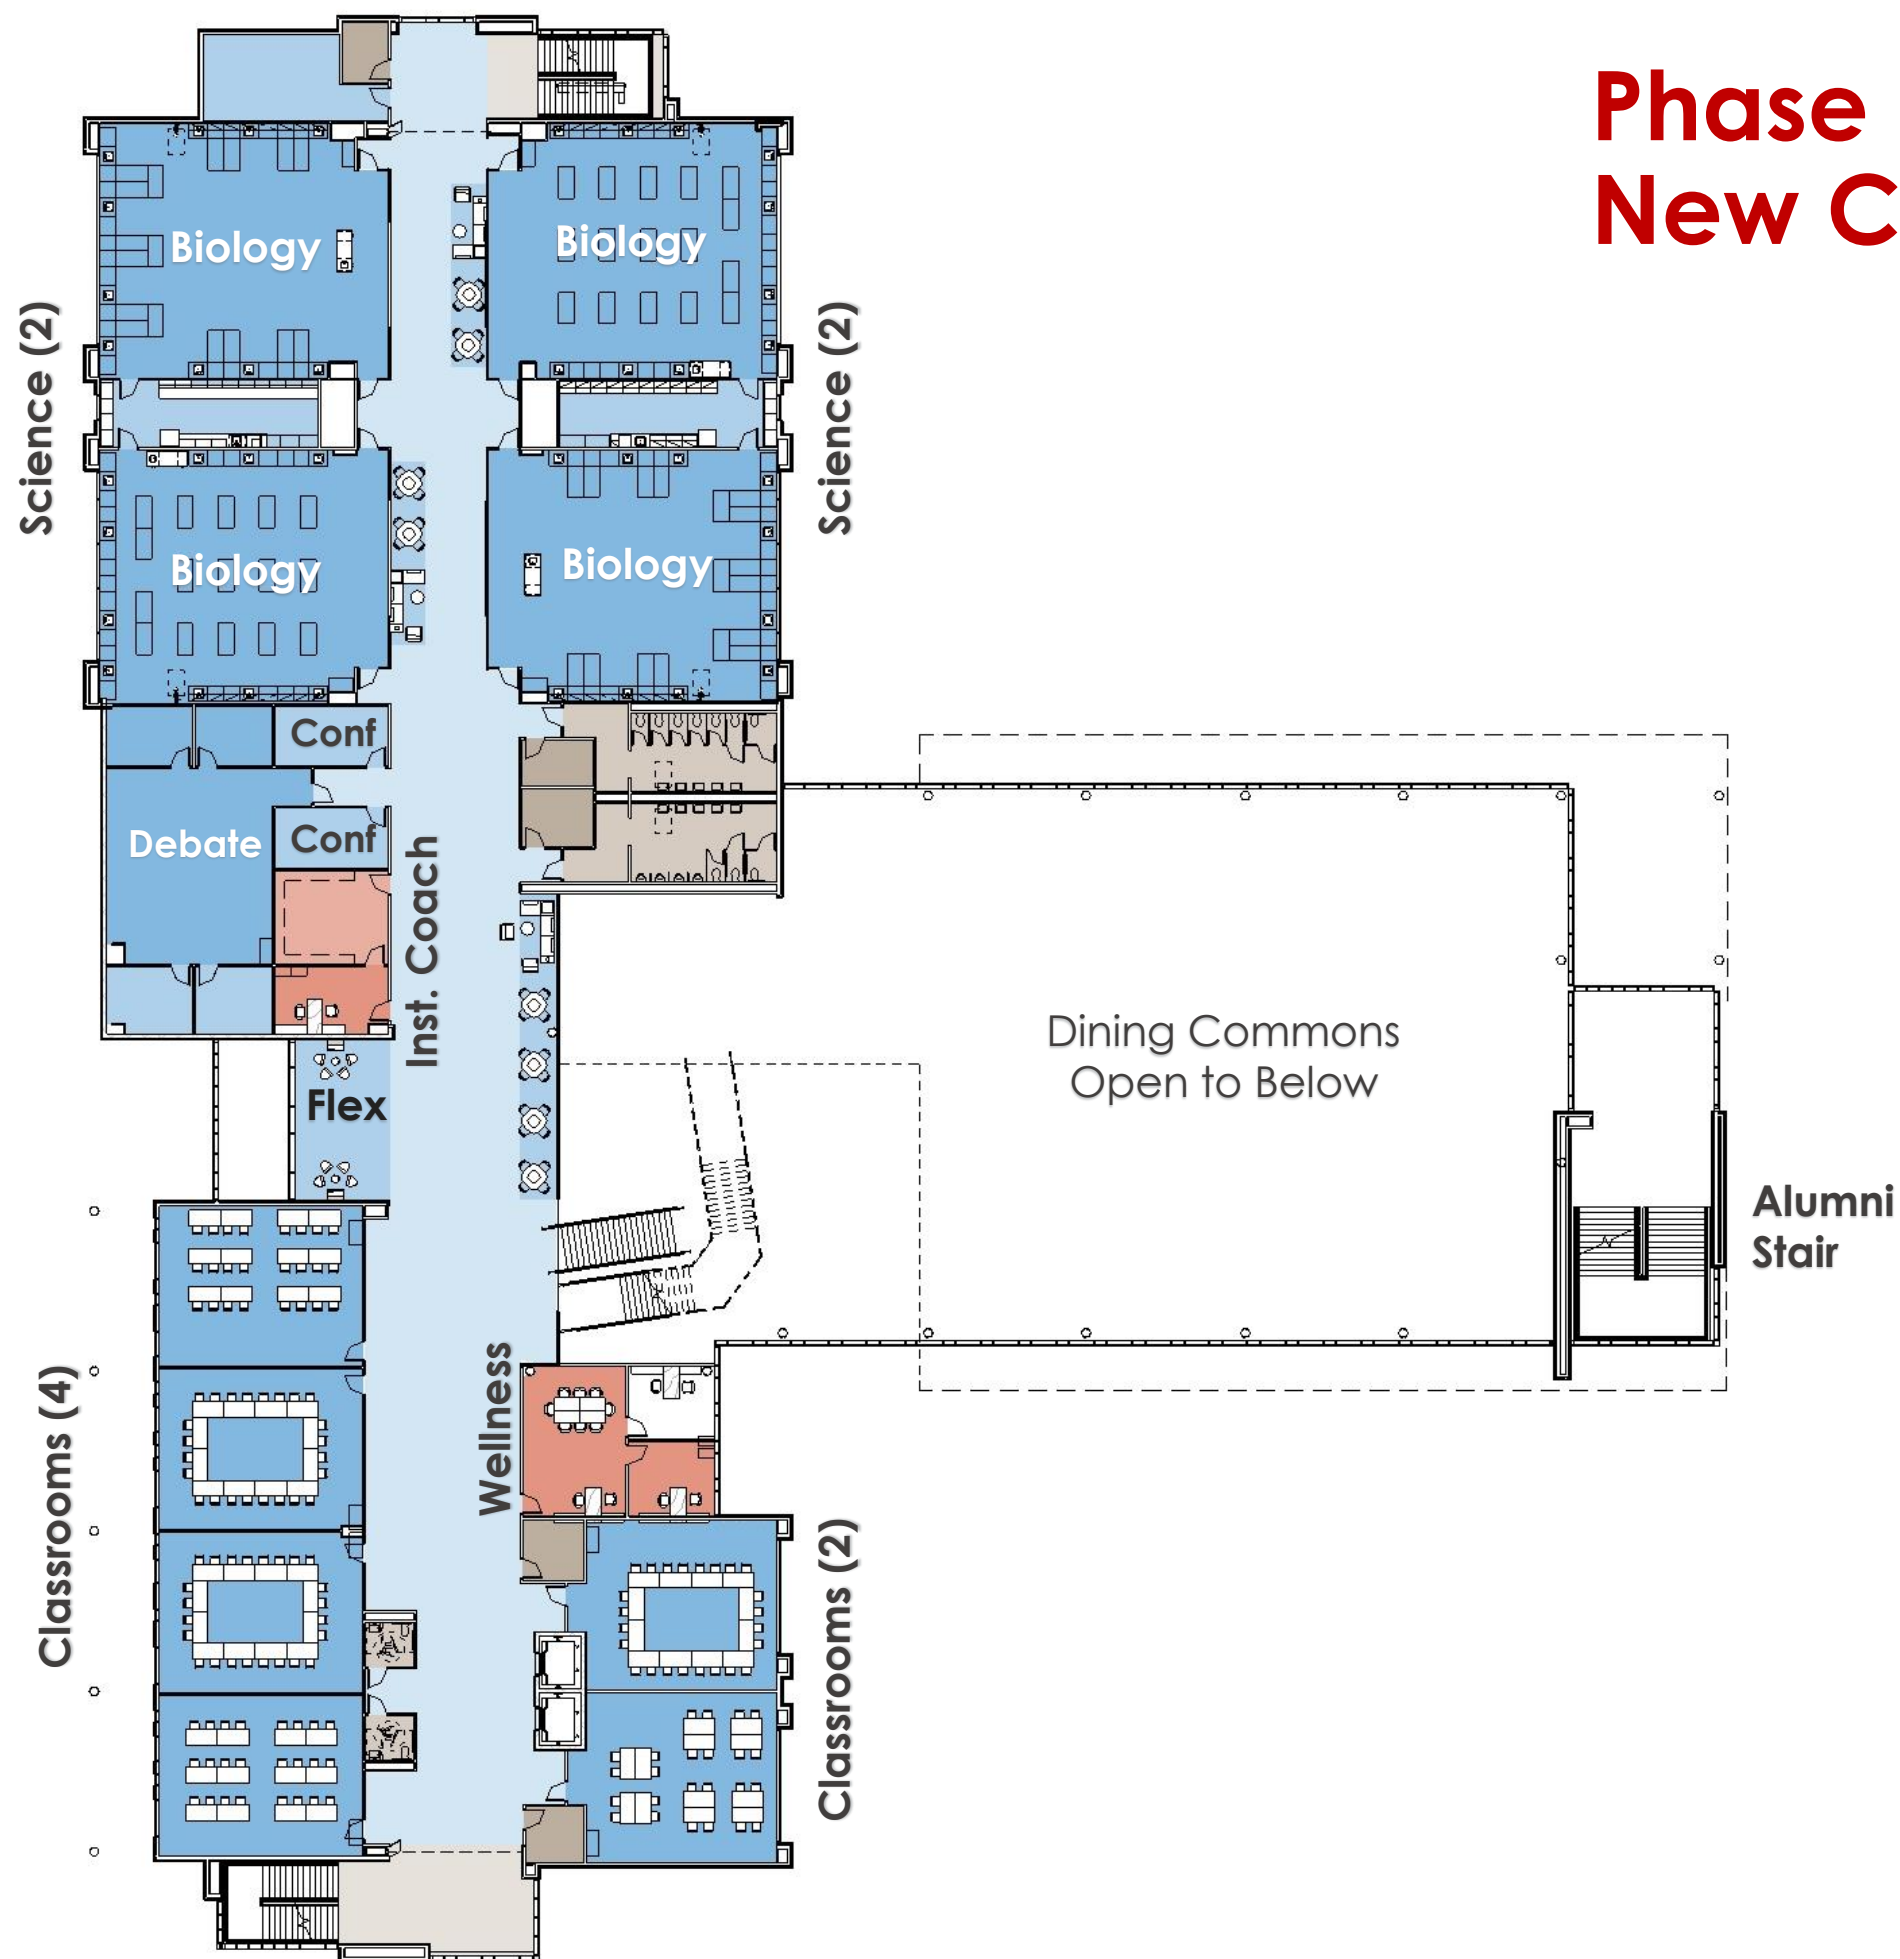 Phase
New C
Biology
Biology
Science (2)
Science (2)
Biology
Biology
Conf
Debate
Conf
Inst. Coach
Flex
Dining Commons
Open to Below
Alumni
Stair
Wellness
Classrooms (4)
Classrooms (2)